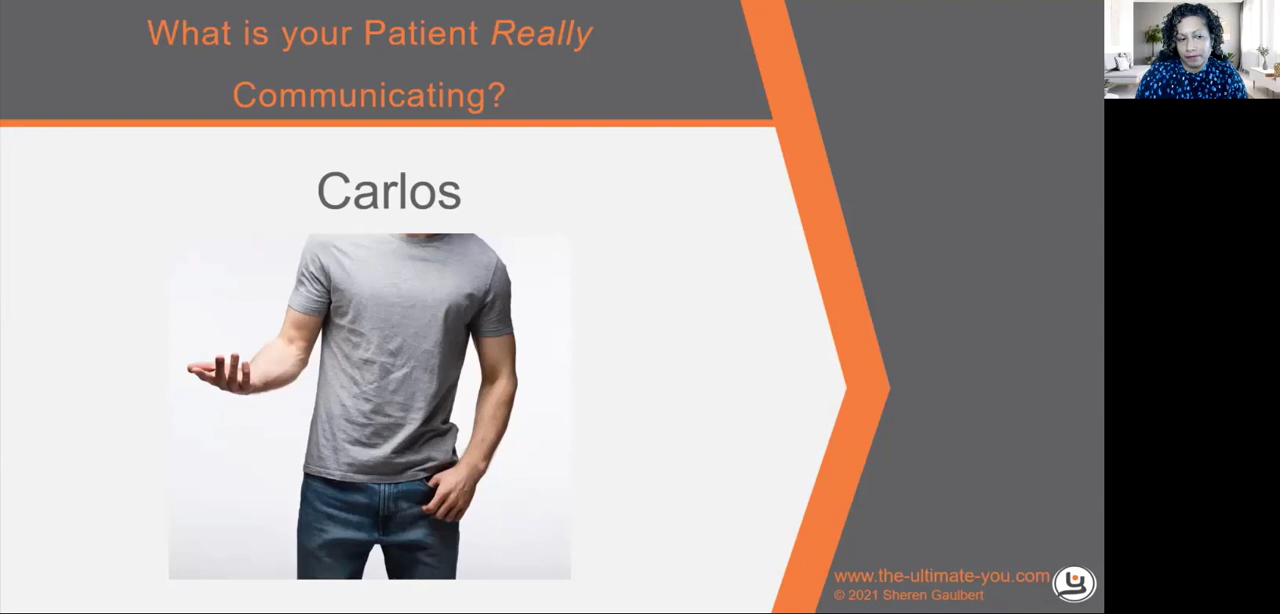 What is your Patient Really
Communicating?
Carlos
www.the-ultimate-you.com
© 2021 Sheren Gaulbert